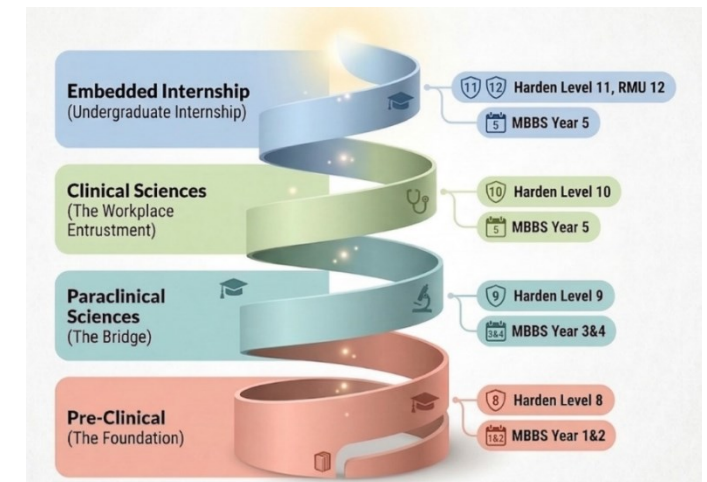 Embedded Internship
(Undergraduate Internship)
11 12 Harden Level 11, RMU 12
5 MBBS Year 5
Clinical Sciences
(The Workplace
Entrustment)
10 Harden Level 10
5 MBBS Year 5
Paraclinical
Sciences
(The Bridge)
9 Harden Level 9
3&4 MBBS Year 3&4
Pre-Clinical
(The Foundation)
8 Harden Level 8
1&2 MBBS Year 1&2